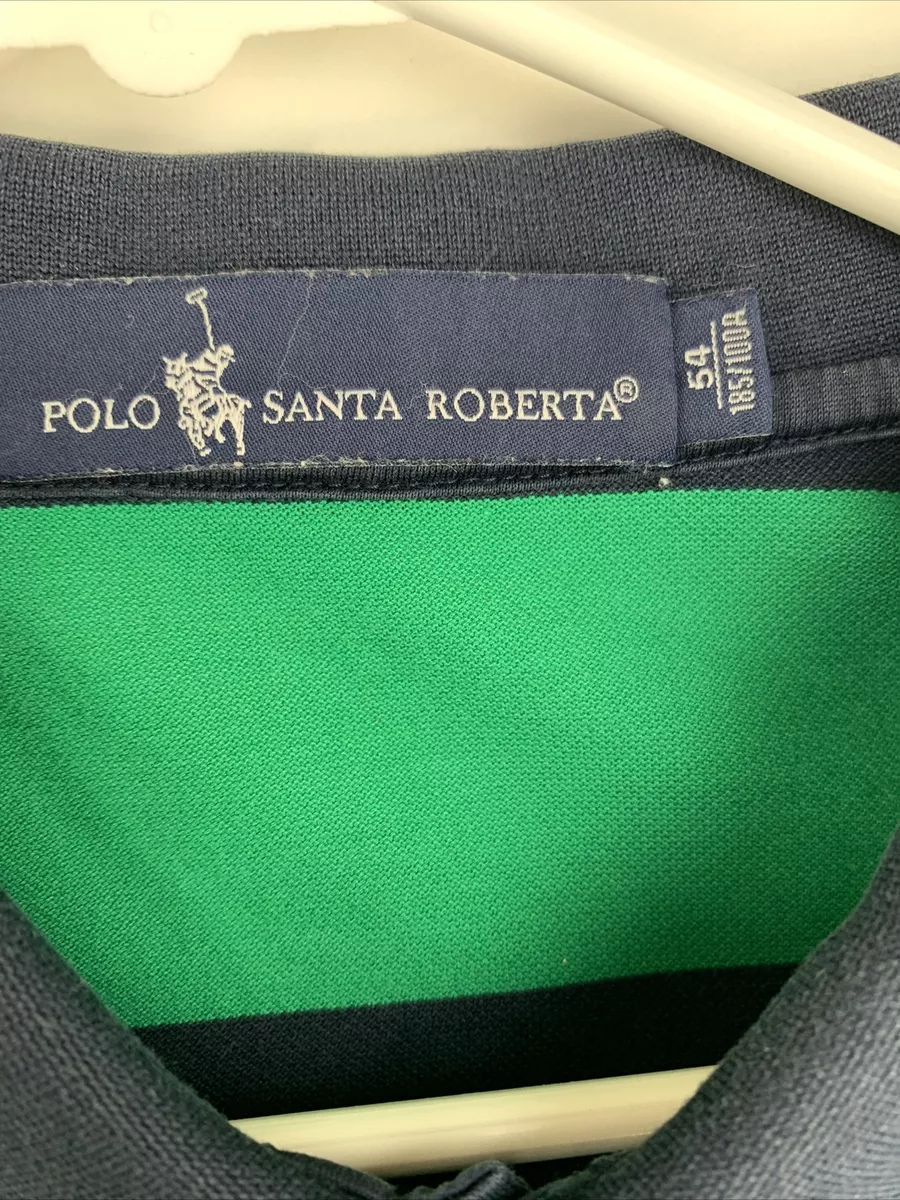 POLO SANTA ROBERTA®
54
185/100A